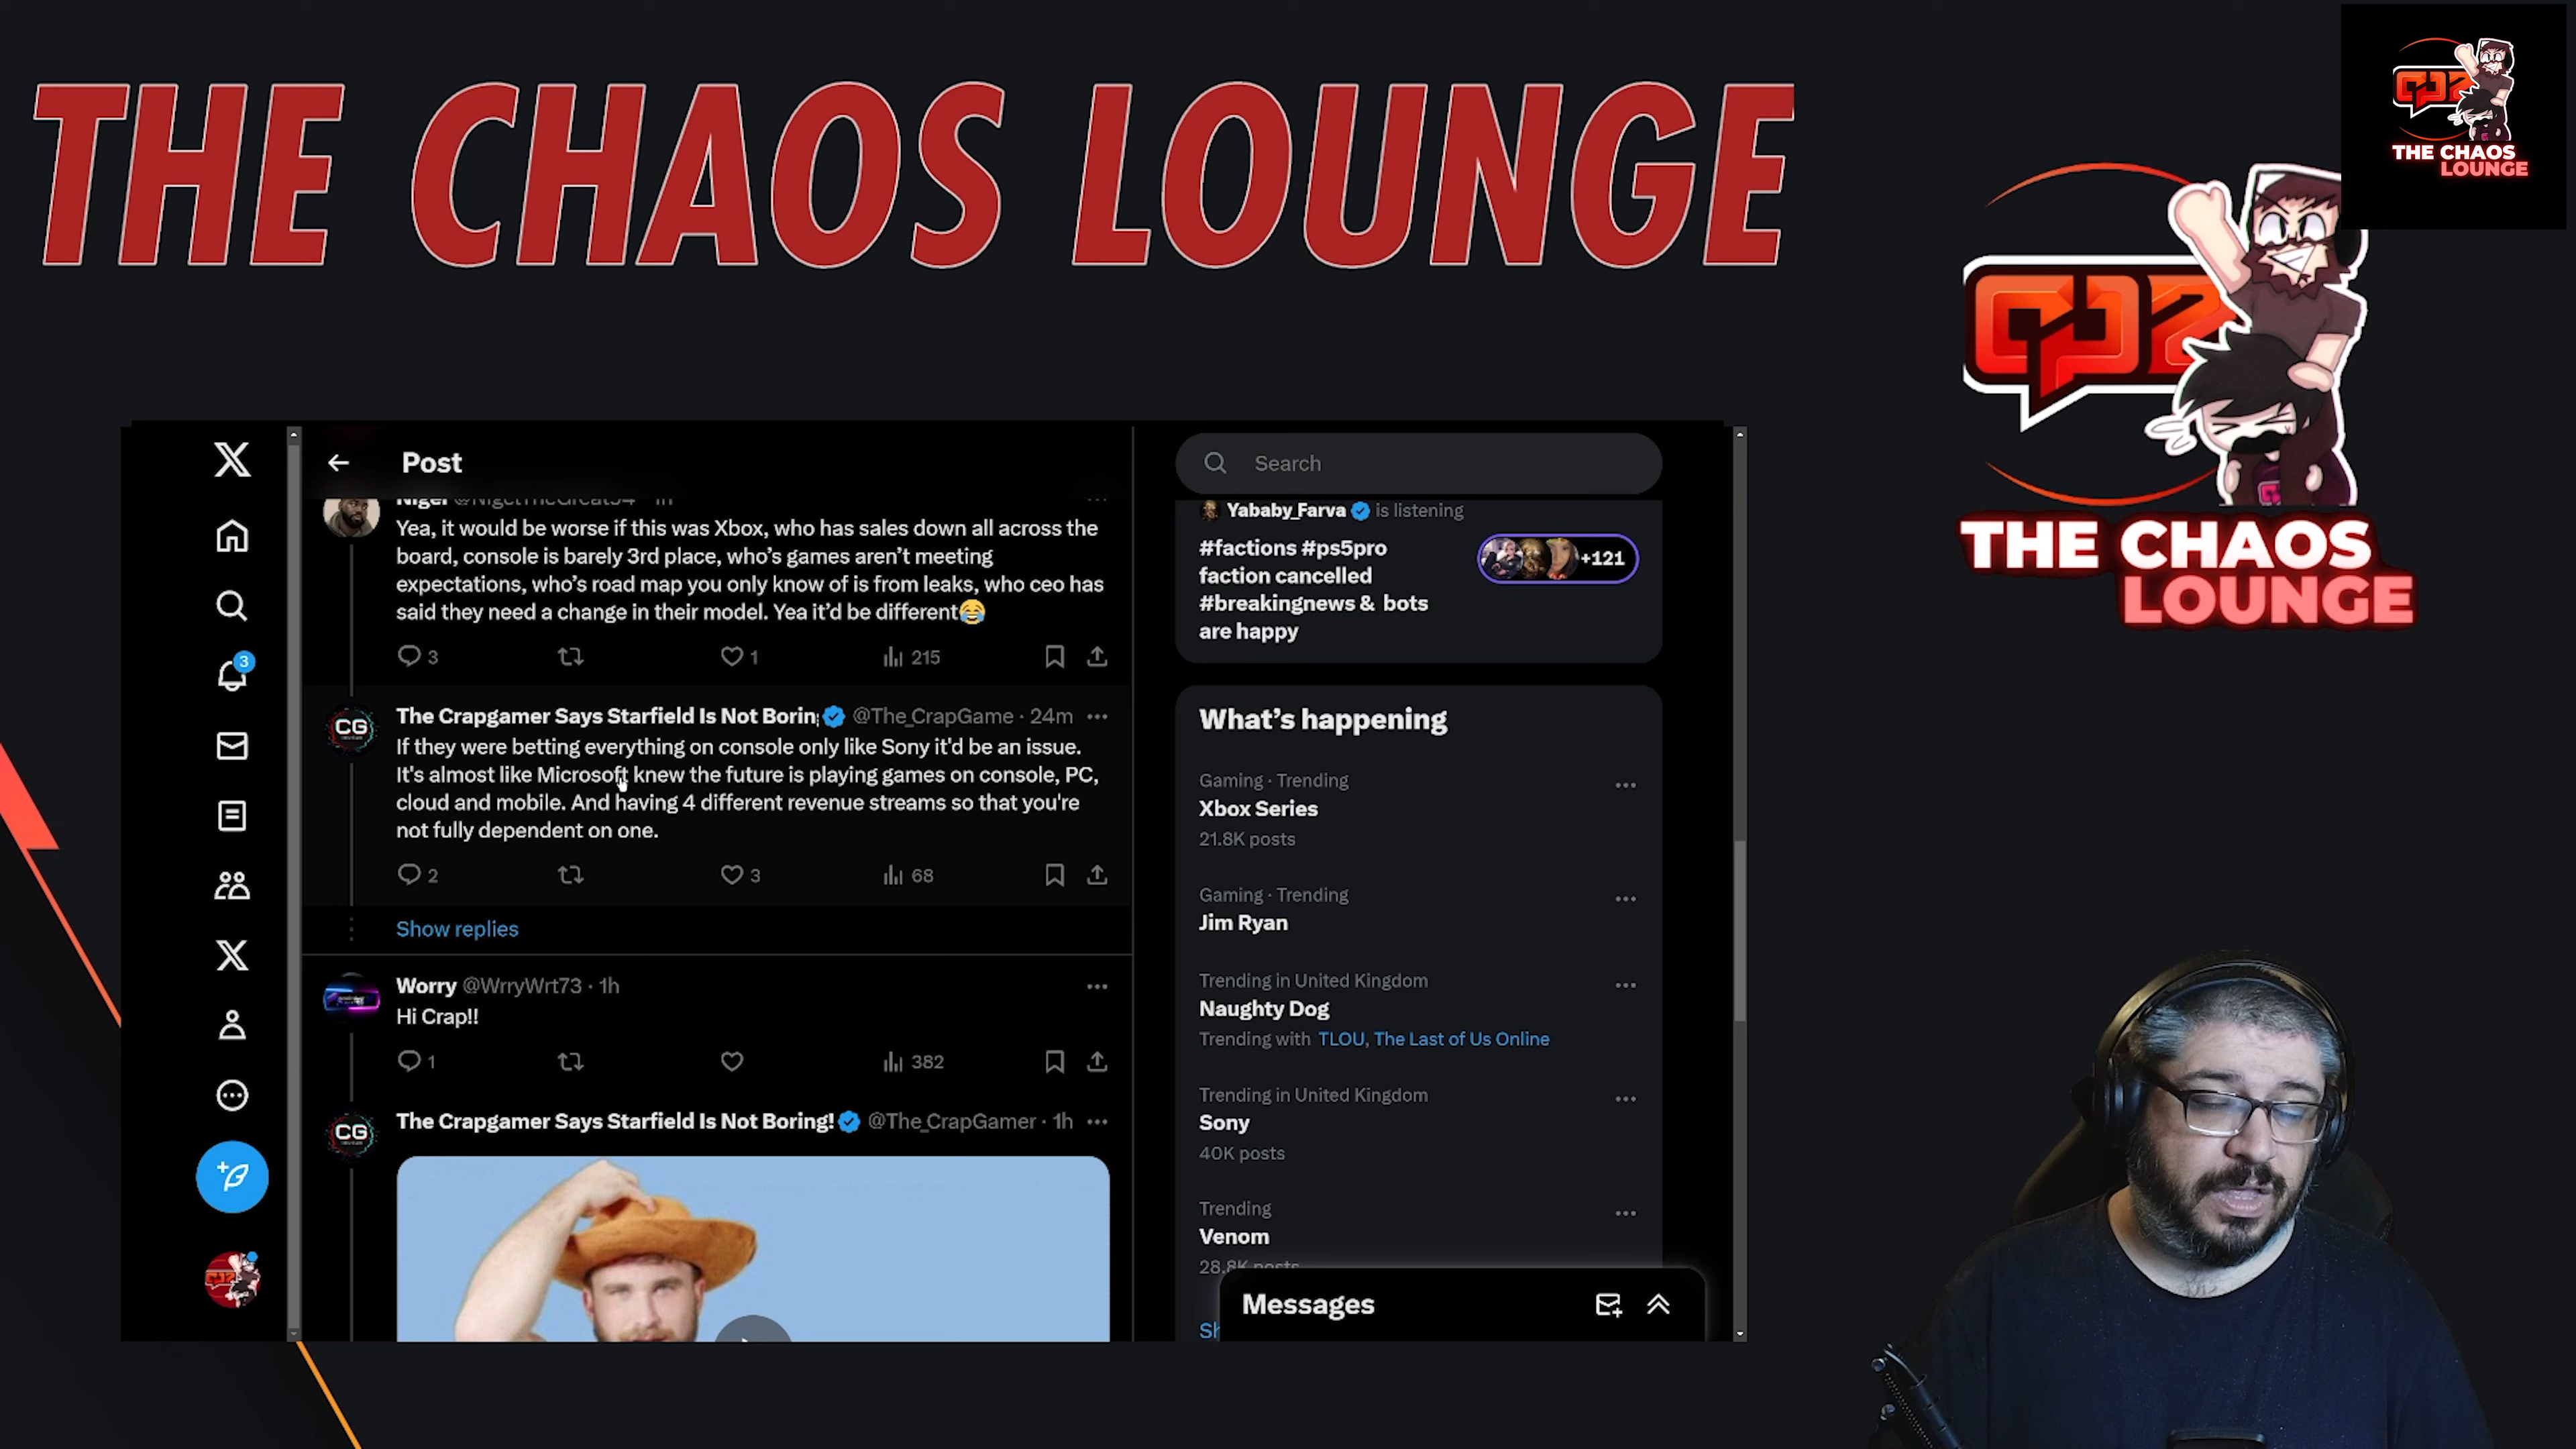 THE CHAOS LOUNGE
THE CHAOS
LOUNGE
THE CHAOS
LOUNGE
Post
Search
Yea, it would be worse if this was Xbox, who has sales down all across the
board, console is barely 3rd place, who's games aren't meeting
expectations, who's road map you only know of is from leaks, who ceo has
said they need a change in their model. Yea it'd be different😂
3 1 215
3
The Crapgamer Says Starfield Is Not Borin @The_CrapGame · 24m
If they were betting everything on console only like Sony it'd be an issue.
It's almost like Microsoft knew the future is playing games on console, PC,
cloud and mobile. And having 4 different revenue streams so that you're
not fully dependent on one.
2 3 68
Show replies
Worry @WrryWrt73 · 1h
Hi Crap!!
1 382
CG
The Crapgamer Says Starfield Is Not Boring! @The_CrapGamer · 1h
CG
Yababy_Farva is listening
#factions #ps5pro
faction cancelled
#breakingnews & bots
are happy
+121
What's happening
Gaming · Trending
Xbox Series
21.8K posts
Gaming · Trending
Jim Ryan
Trending in United Kingdom
Naughty Dog
Trending with TLOU, The Last of Us Online
Trending in United Kingdom
Sony
40K posts
Trending
Venom
28.8K posts
Messages